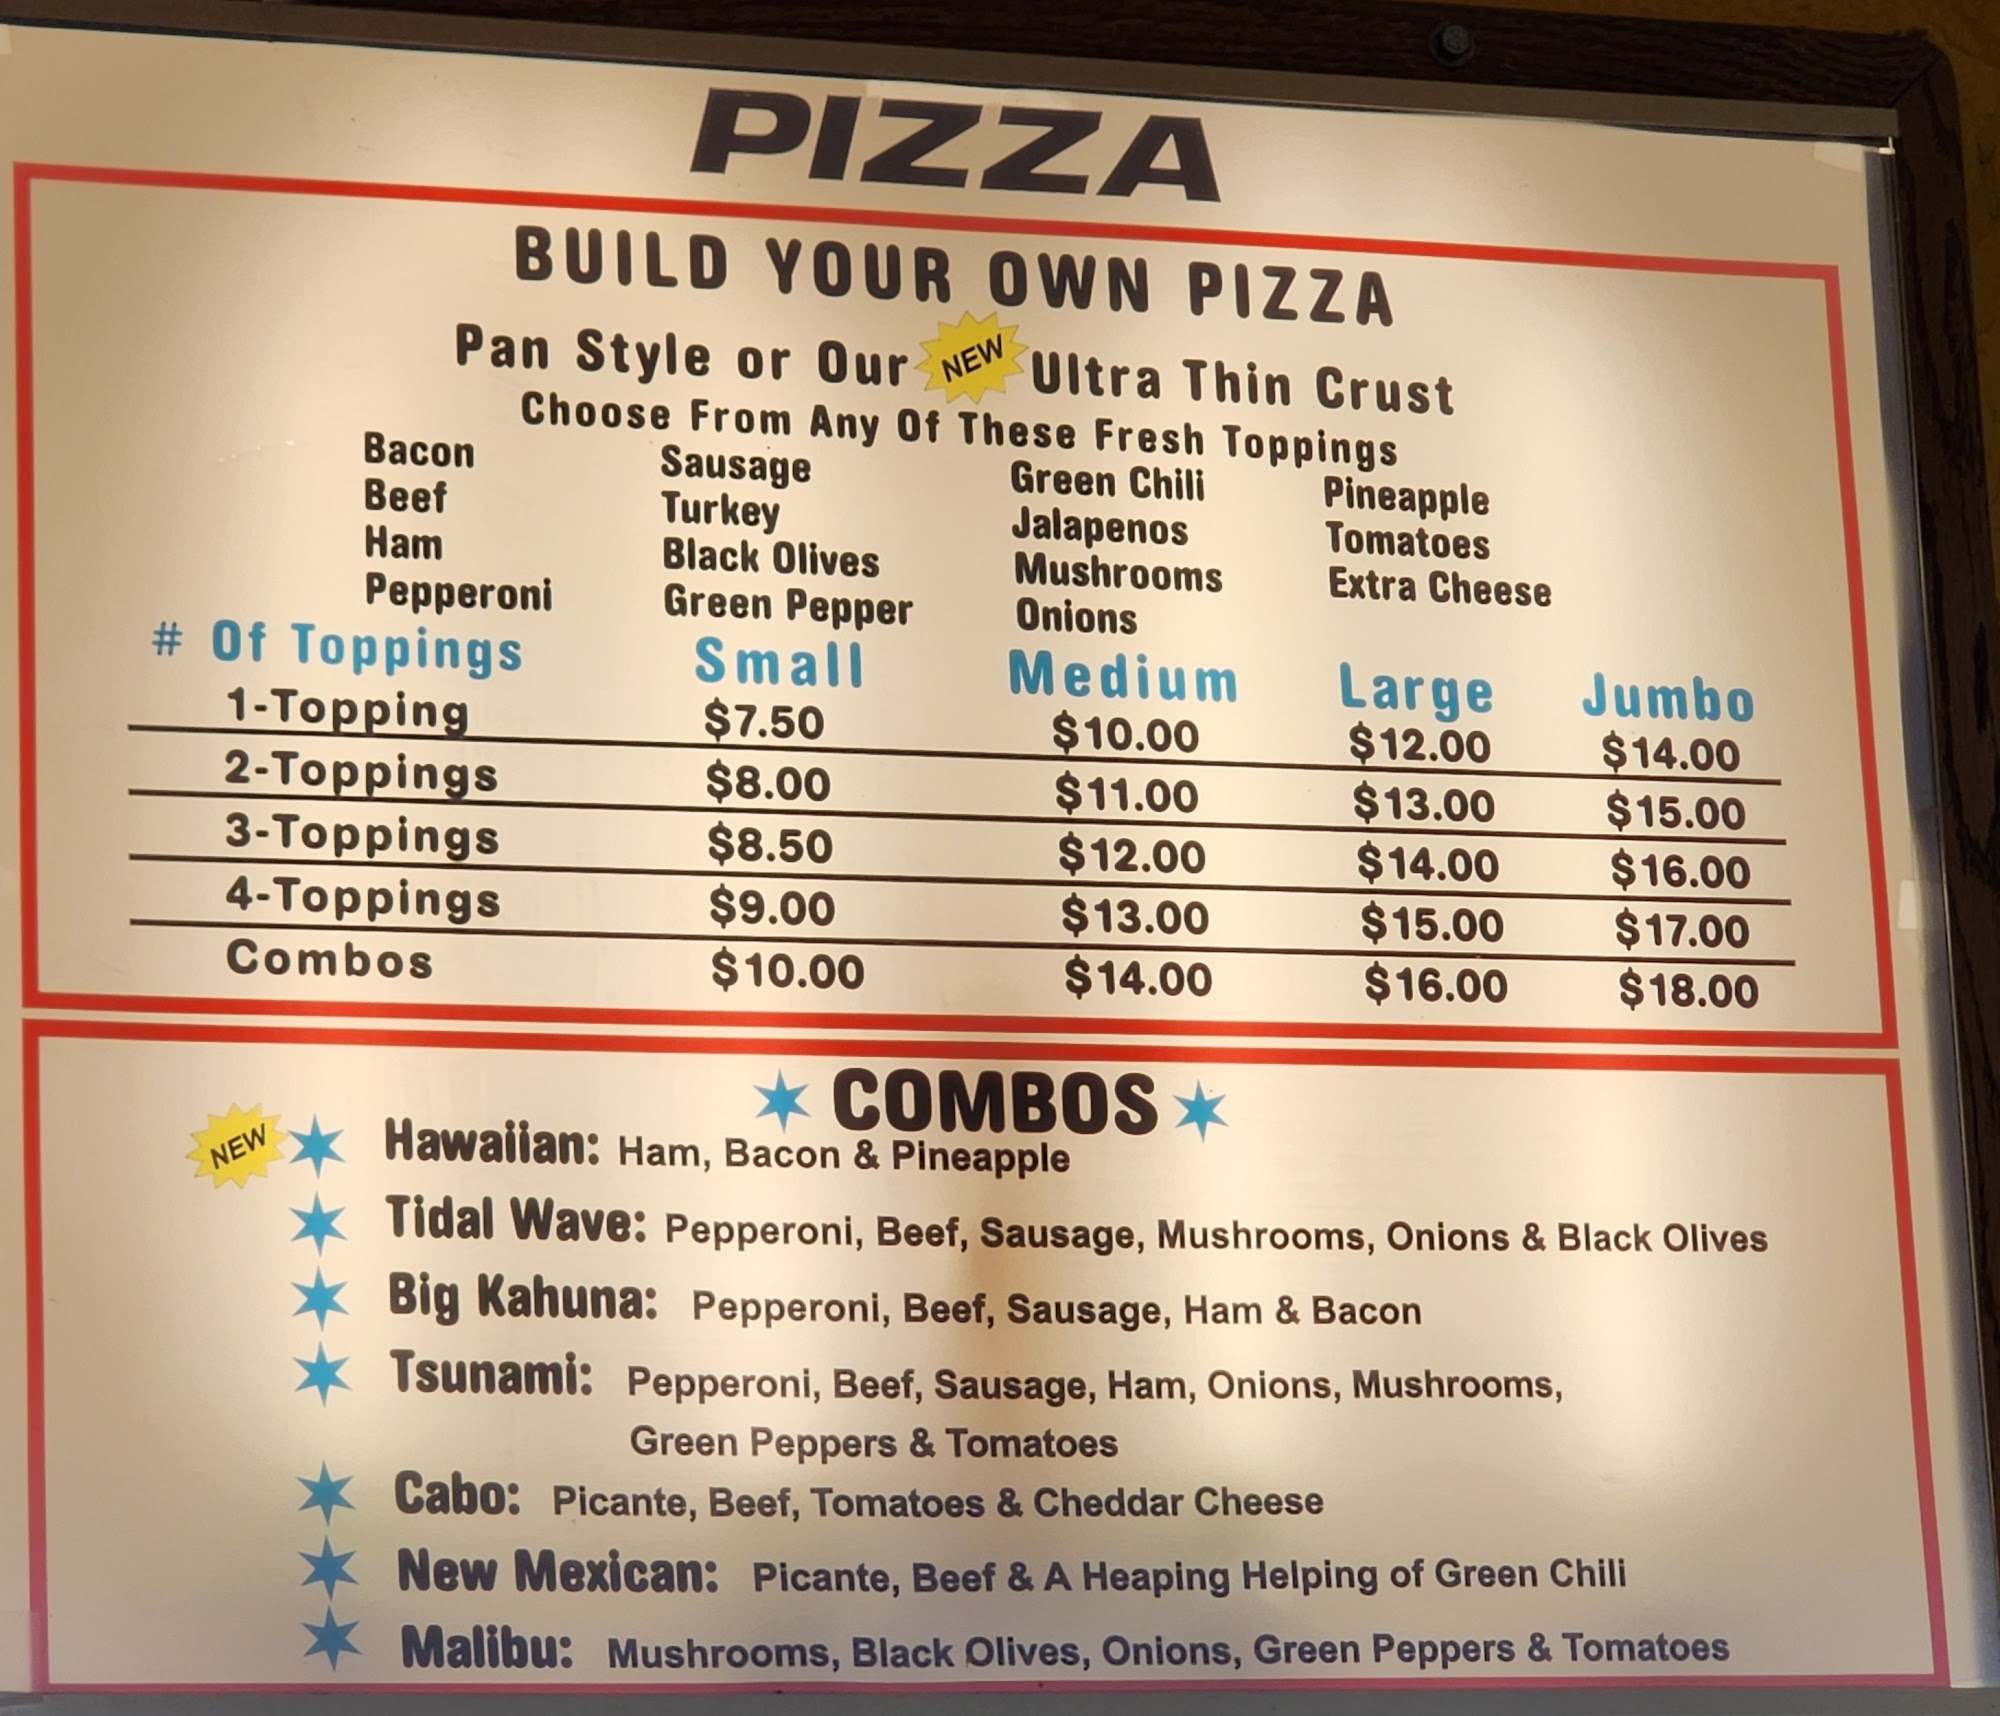 PIZZA
BUILD YOUR OWN PIZZA
Pan Style or Our NEW Ultra Thin Crust
Choose From Any Of These Fresh Toppings
Bacon Sausage Green Chili Pineapple
Beef Turkey Jalapenos Tomatoes
Ham Black Olives Mushrooms Extra Cheese
Pepperoni Green Pepper Onions
# Of Toppings Small Medium Large Jumbo
1-Topping $7.50 $10.00 $12.00 $14.00
2-Toppings $8.00 $11.00 $13.00 $15.00
3-Toppings $8.50 $12.00 $14.00 $16.00
4-Toppings $9.00 $13.00 $15.00 $17.00
Combos $10.00 $14.00 $16.00 $18.00
COMBOS
NEW Hawaiian: Ham, Bacon & Pineapple
Tidal Wave: Pepperoni, Beef, Sausage, Mushrooms, Onions & Black Olives
Big Kahuna: Pepperoni, Beef, Sausage, Ham & Bacon
Tsunami: Pepperoni, Beef, Sausage, Ham, Onions, Mushrooms,
Green Peppers & Tomatoes
Cabo: Picante, Beef, Tomatoes & Cheddar Cheese
New Mexican: Picante, Beef & A Heaping Helping of Green Chili
Malibu: Mushrooms, Black Olives, Onions, Green Peppers & Tomatoes